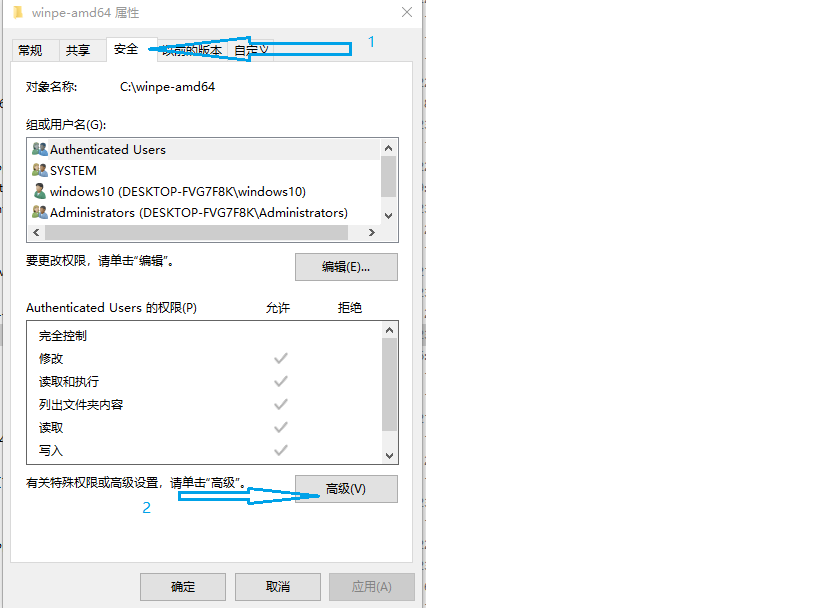 winpe-amd64 属性
常规 共享 安全 以前的版本 自定义 1
对象名称: C:\winpe-amd64
组或用户名(G):
Authenticated Users
SYSTEM
windows10 (DESKTOP-FVG7F8K\windows10)
Administrators (DESKTOP-FVG7F8K\Administrators)
要更改权限，请单击"编辑"。
编辑(E)...
Authenticated Users 的权限(P) 允许 拒绝
完全控制
修改
读取和执行
列出文件夹内容
读取
写入
有关特殊权限或高级设置，请单击"高级"。
高级(V)
2
确定 取消 应用(A)